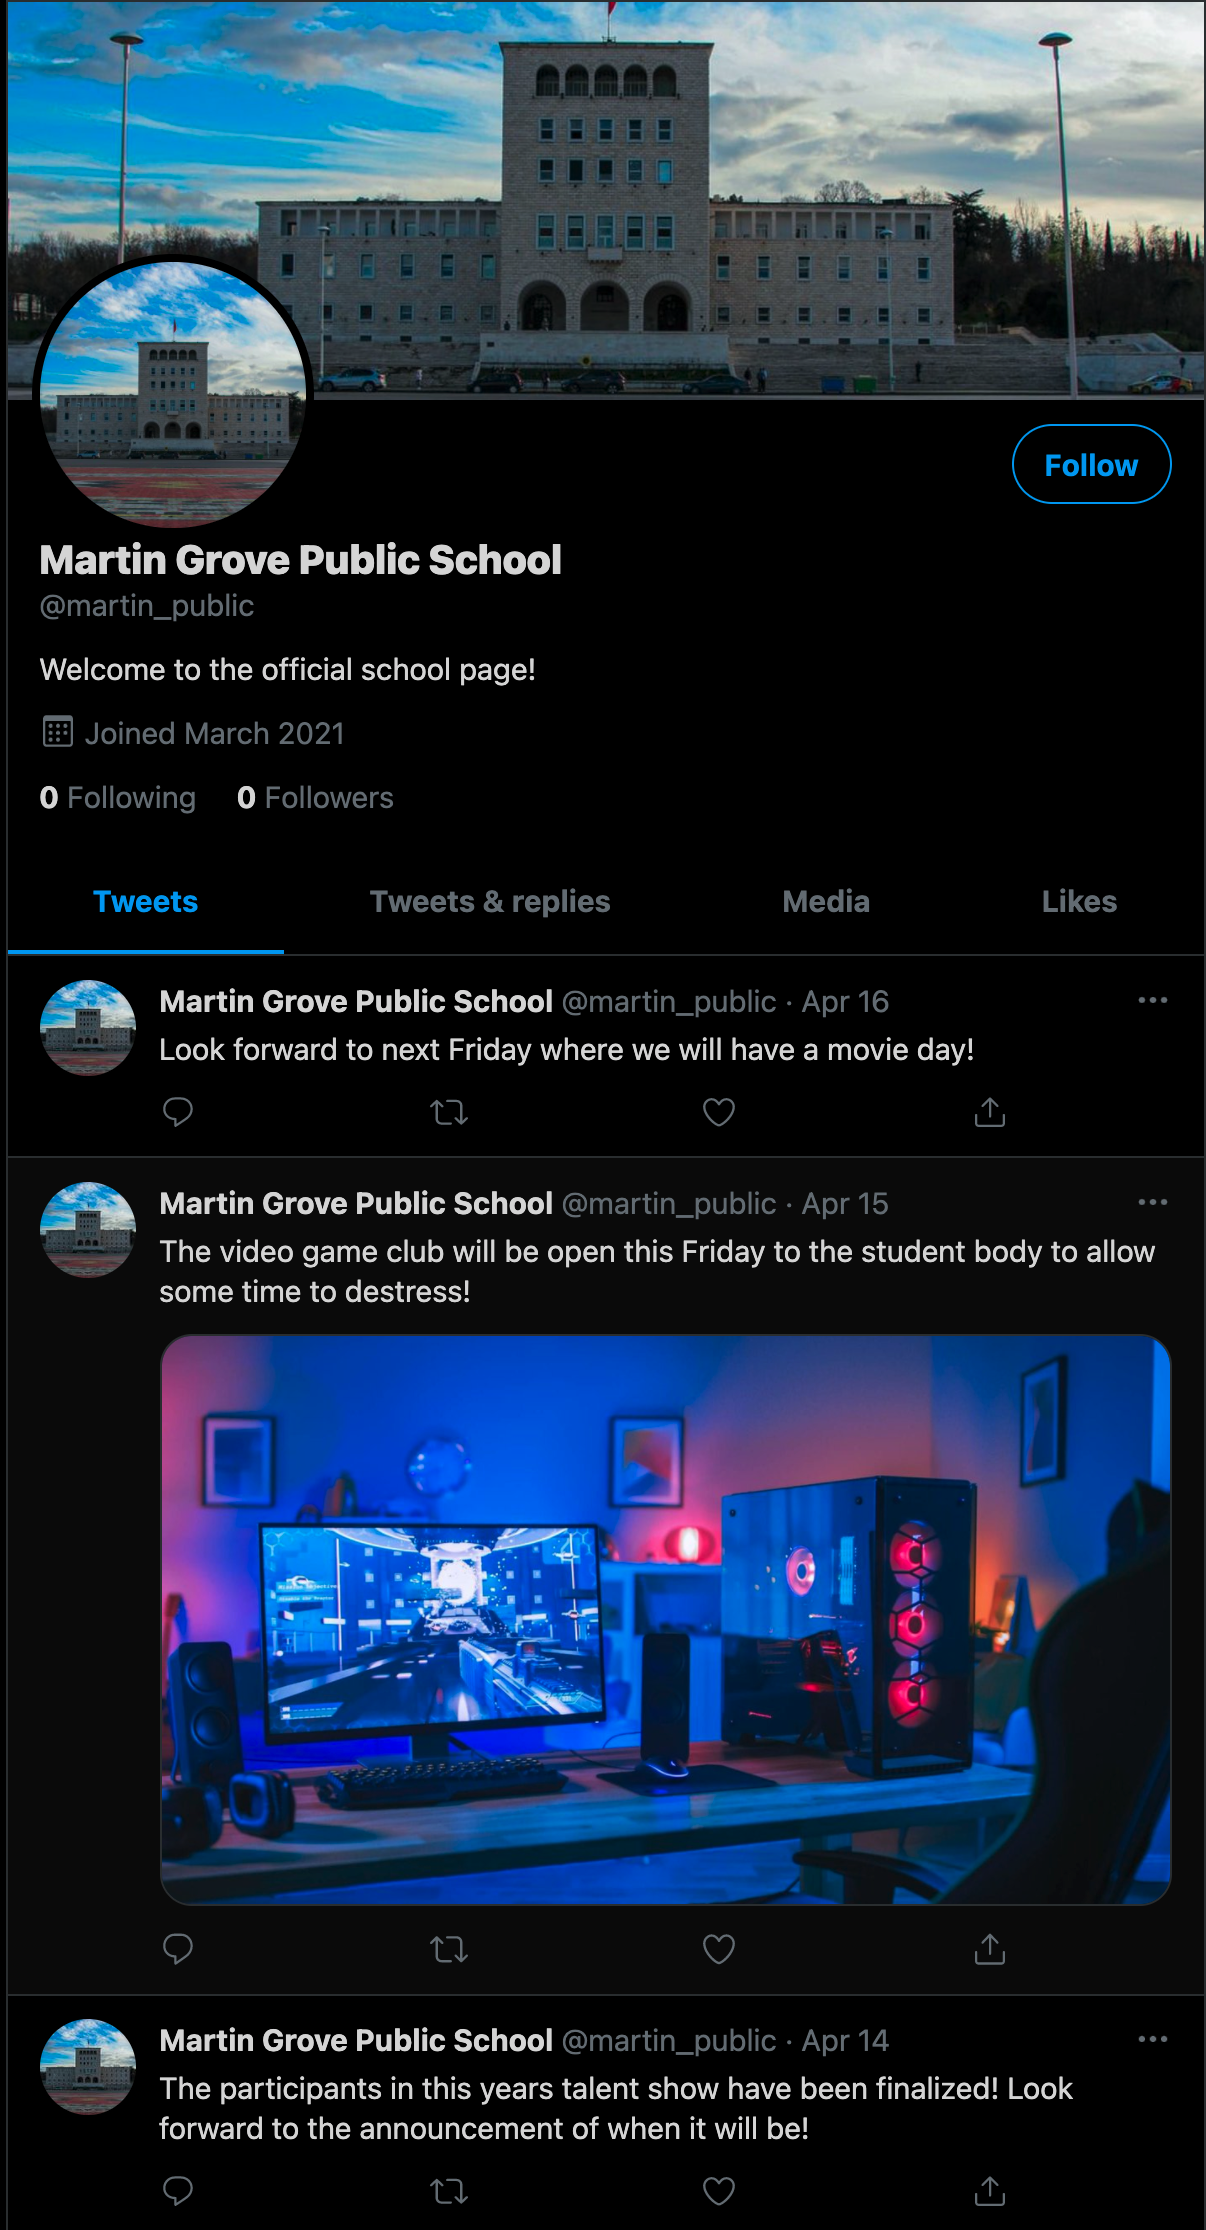 Follow
Martin Grove Public School
@martin_public
Welcome to the official school page!
Joined March 2021
0 Following 0 Followers
Tweets Tweets & replies Media Likes
Martin Grove Public School @martin_public · Apr 16
Look forward to next Friday where we will have a movie day!
Martin Grove Public School @martin_public · Apr 15
The video game club will be open this Friday to the student body to allow
some time to destress!
Martin Grove Public School @martin_public · Apr 14
The participants in this years talent show have been finalized! Look
forward to the announcement of when it will be!